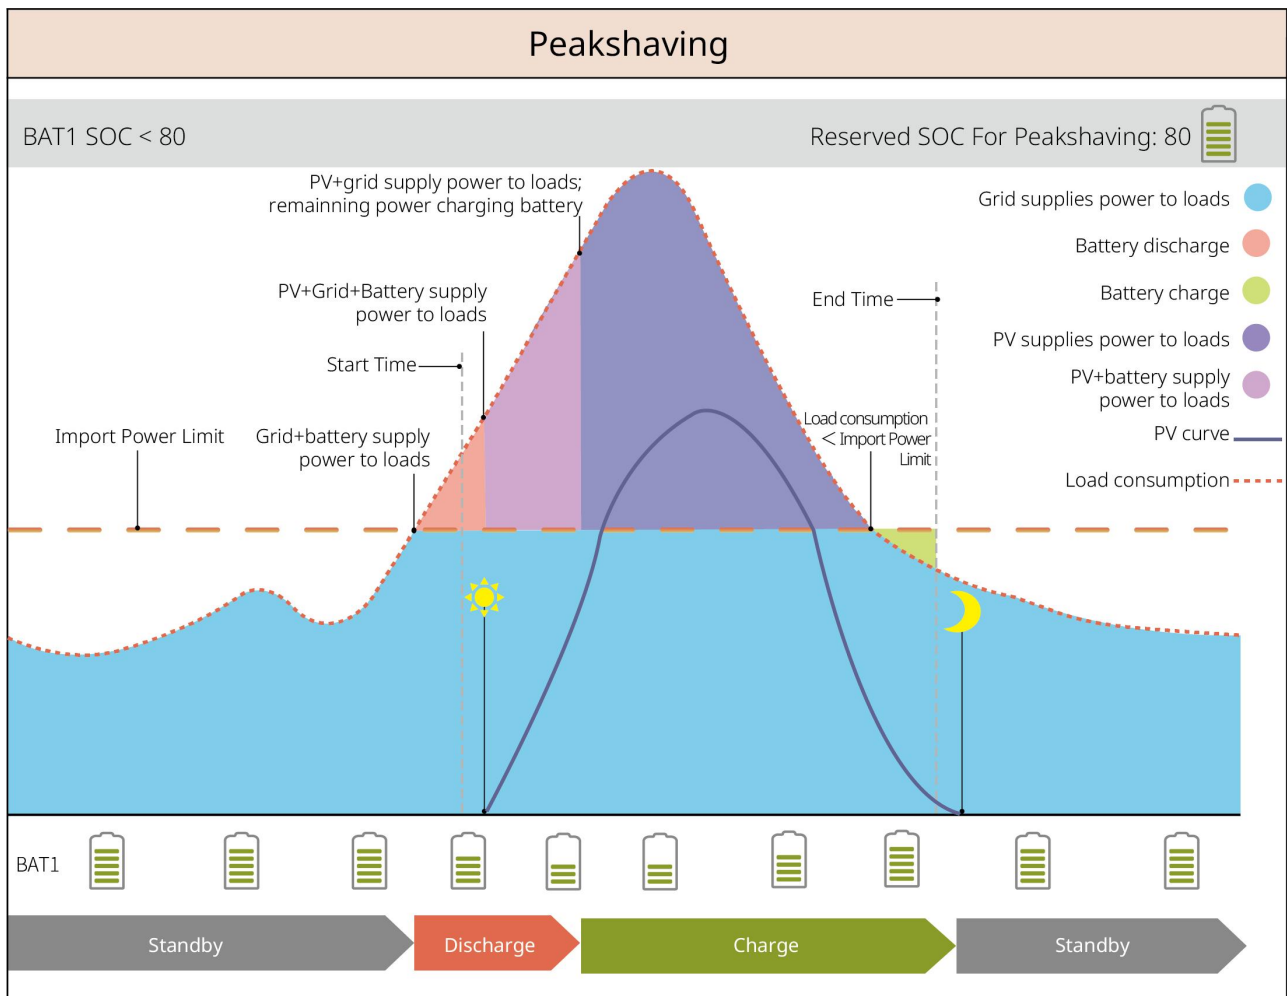 Peakshaving
BAT1 SOC < 80
Reserved SOC For Peakshaving: 80
PV+grid supply power to loads;
remainning power charging battery
Grid supplies power to loads
Battery discharge
PV+Grid+Battery supply
power to loads
End Time
Battery charge
Start Time
PV supplies power to loads
PV+battery supply
power to loads
Import Power Limit
Grid+battery supply
power to loads
Load consumption
< Import Power
Limit
PV curve
Load consumption
BAT1
Standby
Discharge
Charge
Standby